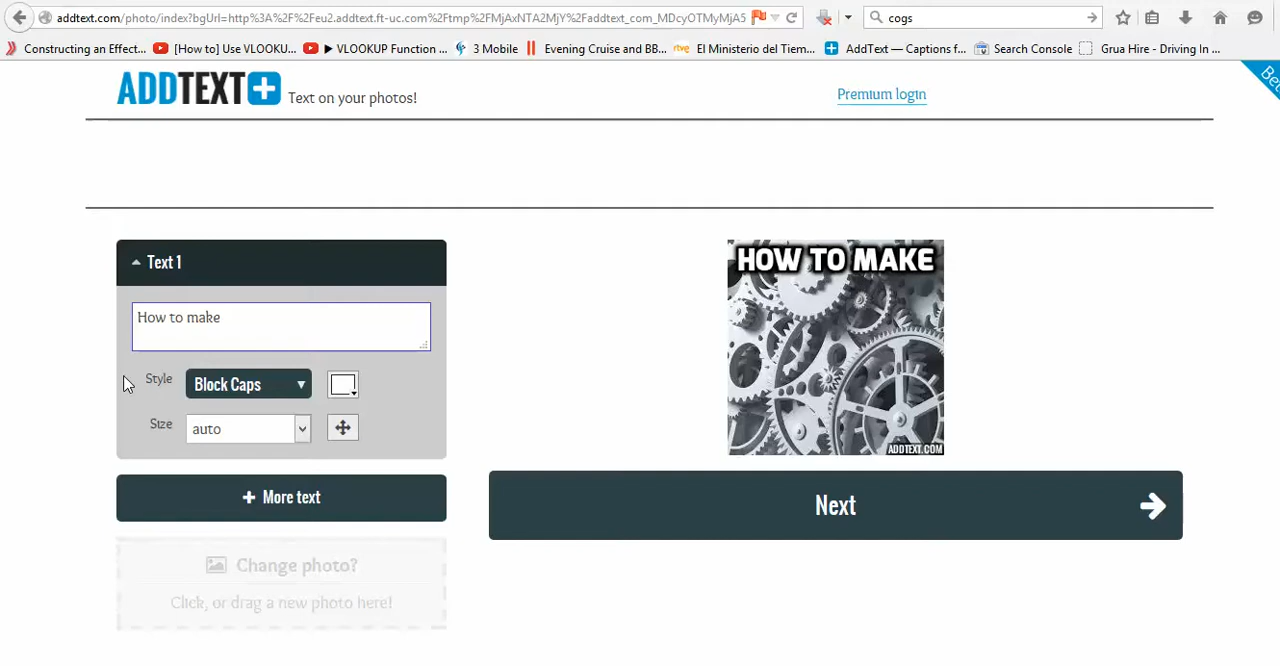 addtext.com/photo/index?bgUrl=http%3A%2F%2Feu2.addtext.ft-uc.com%2Ftmp%2FMjAxNTA2MjY%2Faddtext_com_MDcyOTMyMjA5
cogs
Constructing an Effect...
[How to] Use VLOOKU...
▶ VLOOKUP Function ...
3 Mobile
Evening Cruise and BB...
rtve
El Ministerio del Tiem...
AddText — Captions f...
Search Console
Grua Hire - Driving In ...
ADDTEXT+
Text on your photos!
Premium login
Text 1
How to make
Style
Block Caps
Size
auto
+ More text
Change photo?
Click, or drag a new photo here!
HOW TO MAKE
ADDTEXT.COM
Next